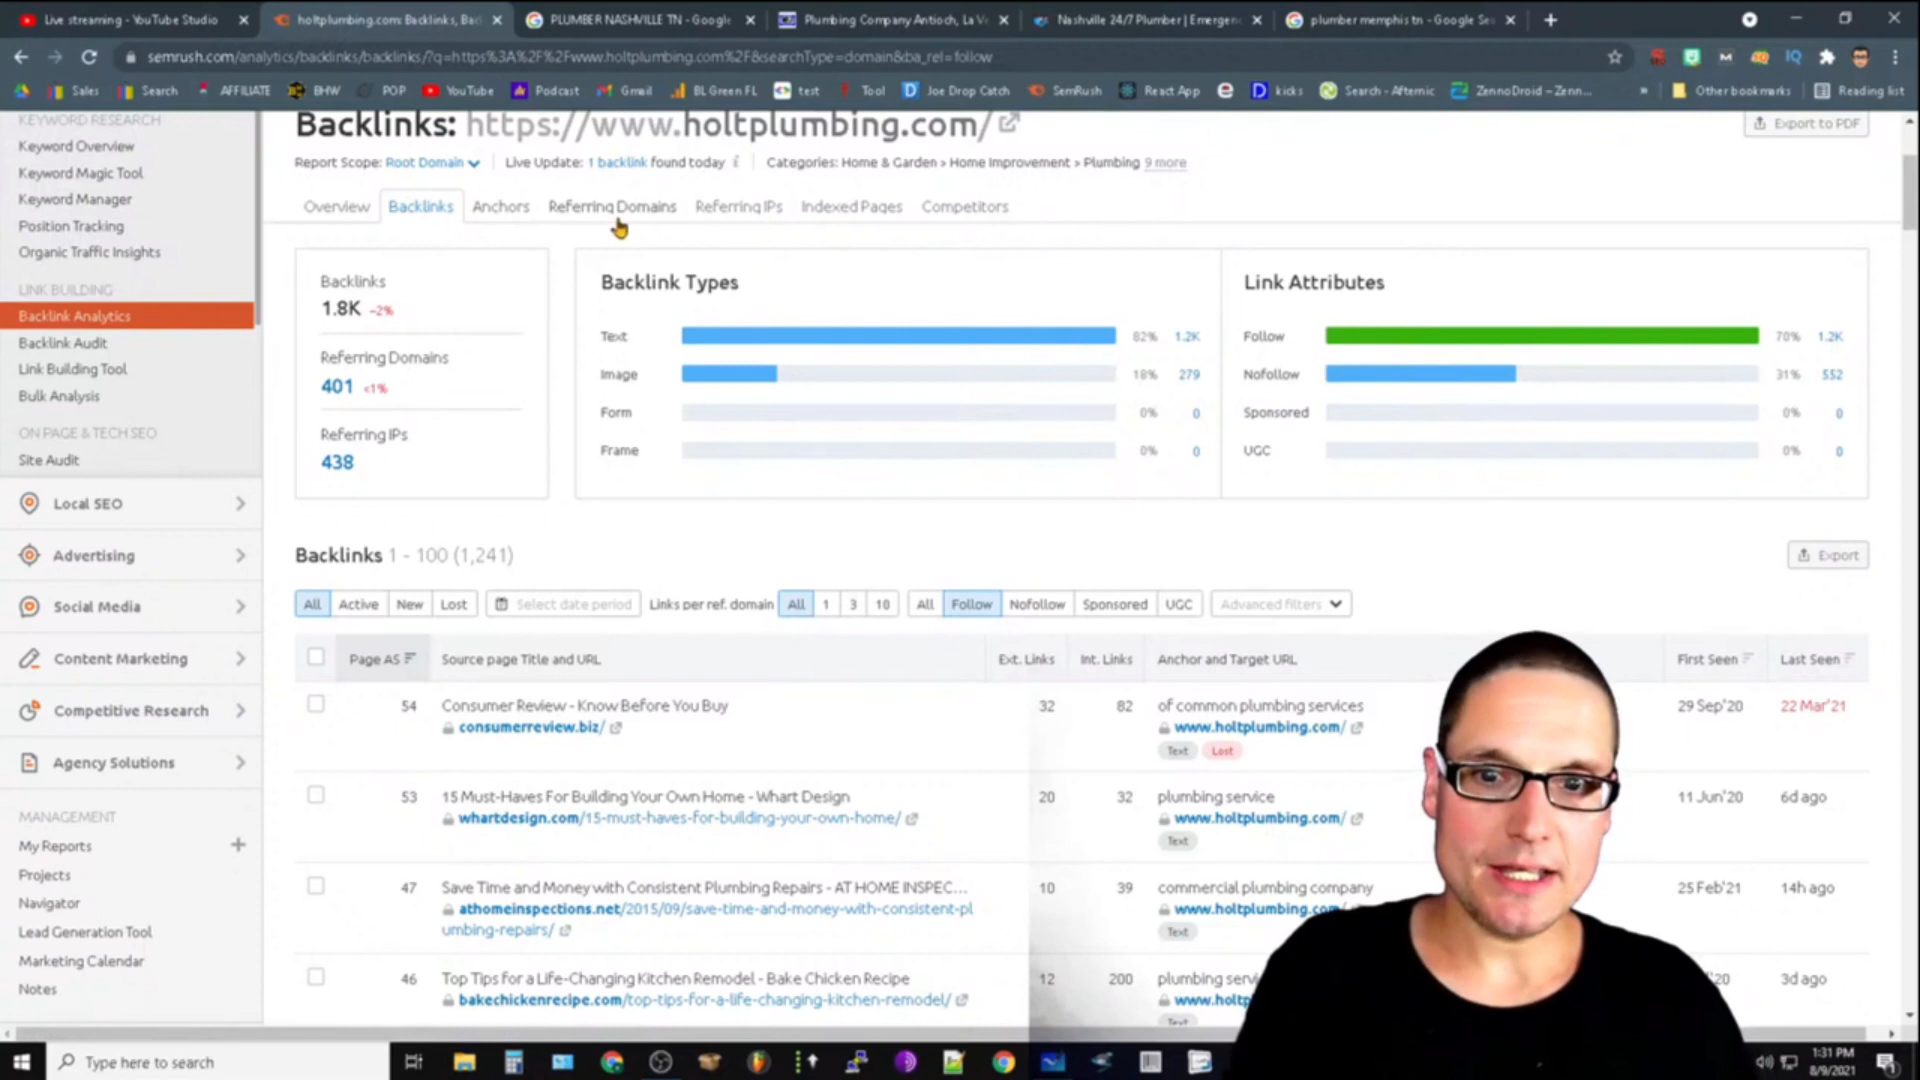 Live streaming - YouTube Studio
holtplumbing.com: Backlinks, Bac
PLUMBER NASHVILLE TN - Google
Plumbing Company Antioch, La Ve
Nashville 24/7 Plumber | Emergen
plumber memphis tn - Google Se
semrush.com/analytics/backlinks/backlinks/?q=https%3A%2F%2Fwww.holtplumbing.com%2F&searchType=domain&ba_rel=follow
Sales
Search
AFFILIATE
BHW
POP
YouTube
Podcast
Gmail
BL Green FL
test
Tool
Joe Drop Catch
SemRush
React App
kicks
Search - Afternic
ZennoDroid – Zenn...
»
Other bookmarks
Reading list
KEYWORD RESEARCH
Keyword Overview
Keyword Magic Tool
Keyword Manager
Position Tracking
Organic Traffic Insights
LINK BUILDING
Backlink Analytics
Backlink Audit
Link Building Tool
Bulk Analysis
ON PAGE & TECH SEO
Site Audit
Local SEO
Advertising
Social Media
Content Marketing
Competitive Research
Agency Solutions
MANAGEMENT
My Reports
Projects
Navigator
Lead Generation Tool
Marketing Calendar
Notes
Backlinks: https://www.holtplumbing.com/
Export to PDF
Report Scope: Root Domain
Live Update: 1 backlink found today i
Categories: Home & Garden > Home Improvement > Plumbing 9 more
Overview
Backlinks
Anchors
Referring Domains
Referring IPs
Indexed Pages
Competitors
Backlinks
1.8K -2%
Referring Domains
401 <1%
Referring IPs
438
Backlink Types
Text 82% 1.2K
Image 18% 279
Form 0% 0
Frame 0% 0
Link Attributes
Follow 70% 1.2K
Nofollow 31% 552
Sponsored 0% 0
UGC 0% 0
Backlinks 1 - 100 (1,241)
Export
All Active New Lost
Select date period
Links per ref. domain All 1 3 10
All Follow Nofollow Sponsored UGC
Advanced filters
Page AS Source page Title and URL Ext. Links Int. Links Anchor and Target URL First Seen Last Seen
54 Consumer Review - Know Before You Buy 32 82 of common plumbing services 29 Sep'20 22 Mar'21
consumerreview.biz/ www.holtplumbing.com/
Text Lost
53 15 Must-Haves For Building Your Own Home - Whart Design 20 32 plumbing service 11 Jun'20 6d ago
whartdesign.com/15-must-haves-for-building-your-own-home/ www.holtplumbing.com/
Text
47 Save Time and Money with Consistent Plumbing Repairs - AT HOME INSPEC... 10 39 commercial plumbing company 25 Feb'21 14h ago
athomeinspections.net/2015/09/save-time-and-money-with-consistent-pl www.holtplumbing.com
umbing-repairs/
Text
46 Top Tips for a Life-Changing Kitchen Remodel - Bake Chicken Recipe 12 200 plumbing servi '20 3d ago
bakechickenrecipe.com/top-tips-for-a-life-changing-kitchen-remodel/ www.holtp
Text
Type here to search
1:31 PM
8/9/2021